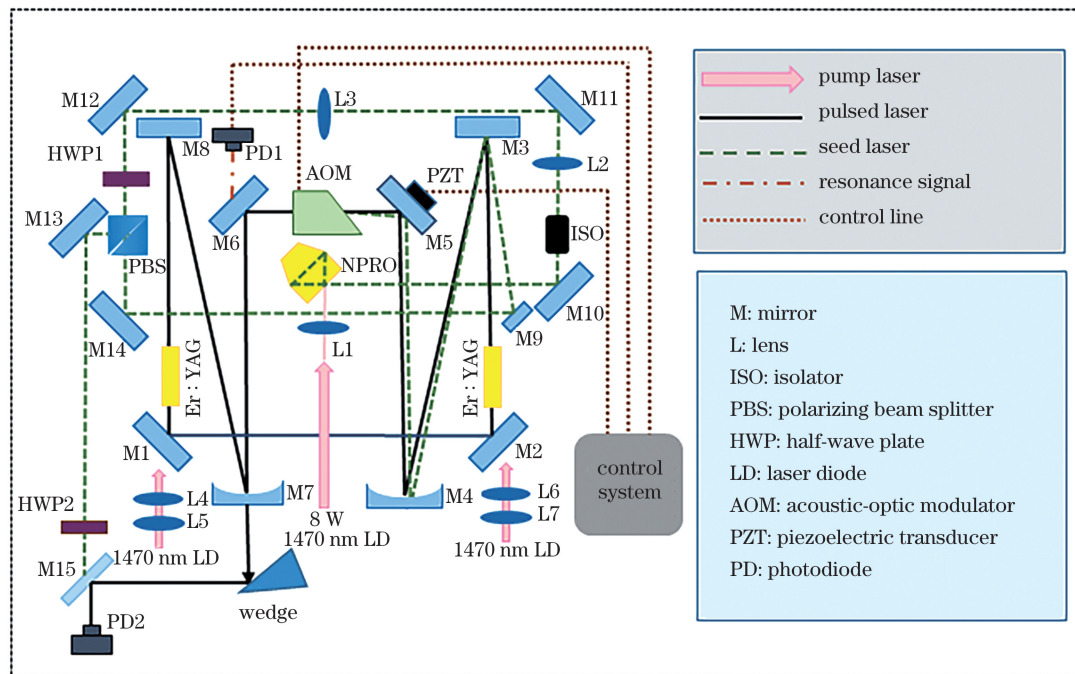 M12
L3
M11
M8
M3
HWP1
PD1
AOM
PZT
L2
M13
M6
M5
ISO
PBS
NPRO
M14
L1
M9
M10
Er : YAG
Er : YAG
M1
M2
M7
M4
L4
L5
L6
L7
HWP2
1470 nm LD
8 W
1470 nm LD
1470 nm LD
M15
wedge
PD2
control
system
pump laser
pulsed laser
seed laser
resonance signal
control line
M: mirror
L: lens
ISO: isolator
PBS: polarizing beam splitter
HWP: half-wave plate
LD: laser diode
AOM: acoustic-optic modulator
PZT: piezoelectric transducer
PD: photodiode